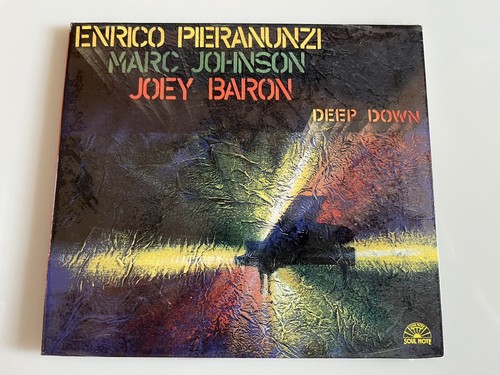 ENRICO PIERANUNZI
MARC JOHNSON
JOEY BARON
DEEP DOWN
SOUL NOTE